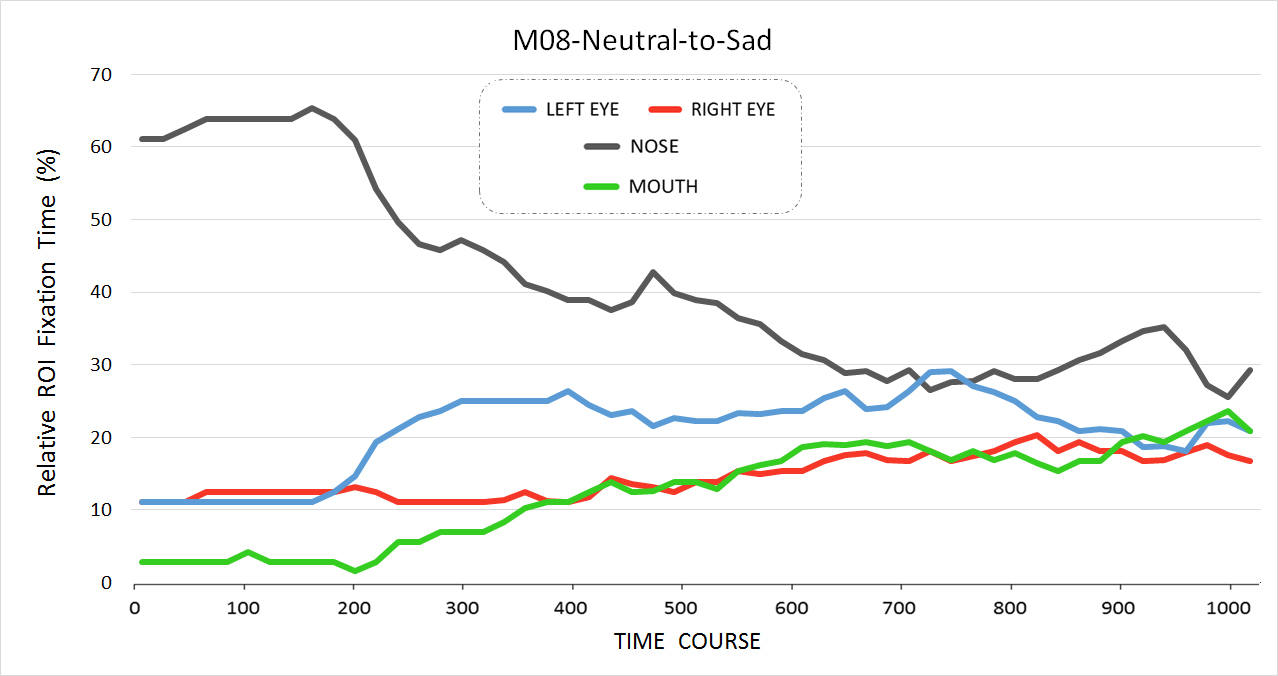 M08-Neutral-to-Sad
LEFT EYE RIGHT EYE
NOSE
MOUTH
Relative ROI Fixation Time (%)
70
60
50
40
30
20
10
0
0 100 200 300 400 500 600 700 800 900 1000
TIME COURSE